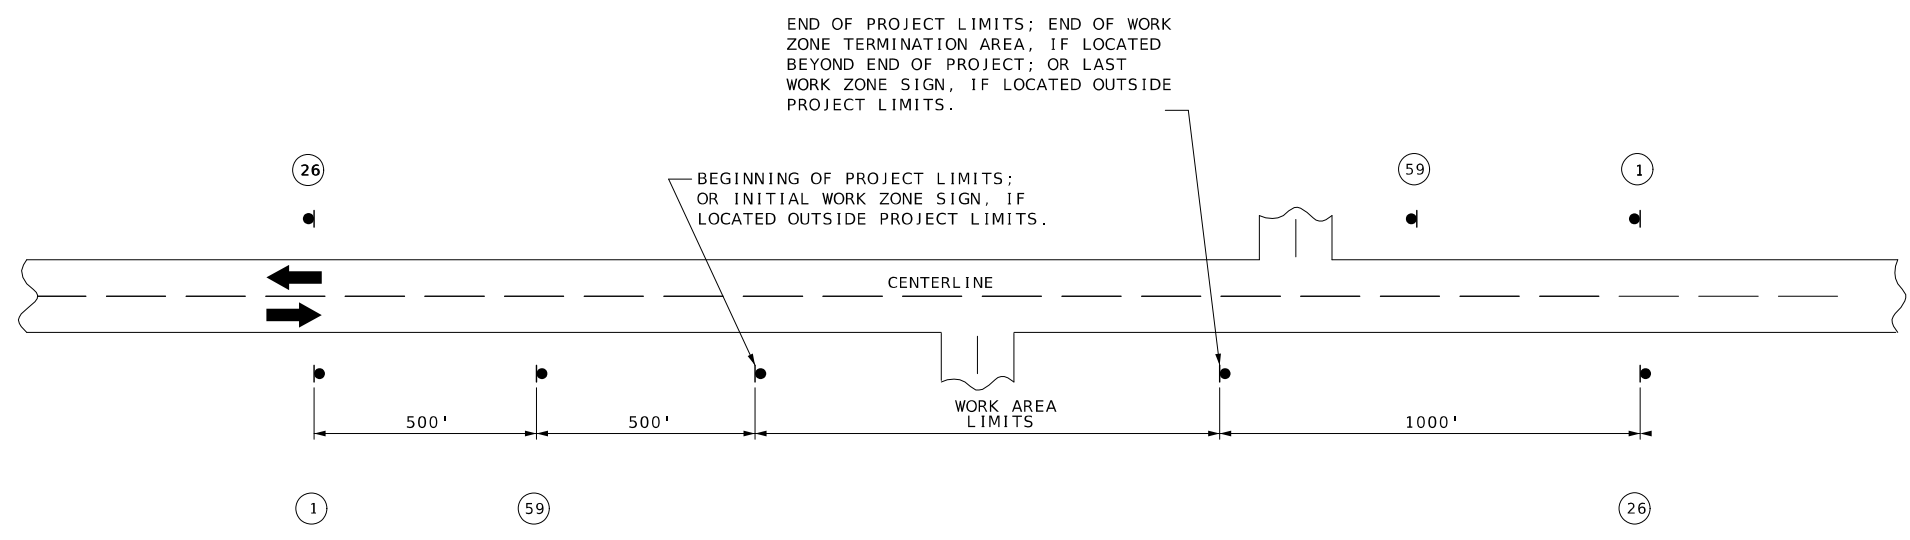 END OF PROJECT LIMITS; END OF WORK
ZONE TERMINATION AREA, IF LOCATED
BEYOND END OF PROJECT; OR LAST
WORK ZONE SIGN, IF LOCATED OUTSIDE
PROJECT LIMITS.
26
59
1
BEGINNING OF PROJECT LIMITS;
OR INITIAL WORK ZONE SIGN, IF
LOCATED OUTSIDE PROJECT LIMITS.
CENTERLINE
WORK AREA
LIMITS
500'
500'
1000'
1
59
26